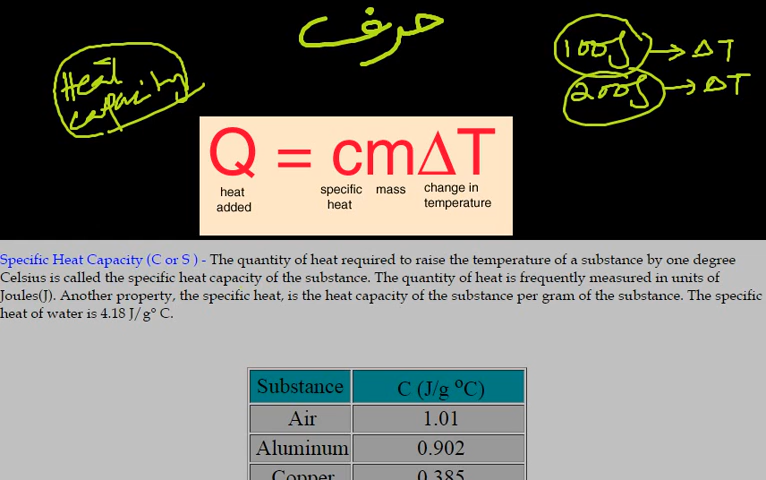 حرف
100g → ΔT
Heat
capacity
200g → ΔT
Q = cmΔT
heat added
specific heat
mass
change in temperature
Specific Heat Capacity (C or S ) - The quantity of heat required to raise the temperature of a substance by one degree
Celsius is called the specific heat capacity of the substance. The quantity of heat is frequently measured in units of
Joules(J). Another property, the specific heat, is the heat capacity of the substance per gram of the substance. The specific
heat of water is 4.18 J/g° C.
Substance C (J/g °C)
Air 1.01
Aluminum 0.902
Copper 0.385